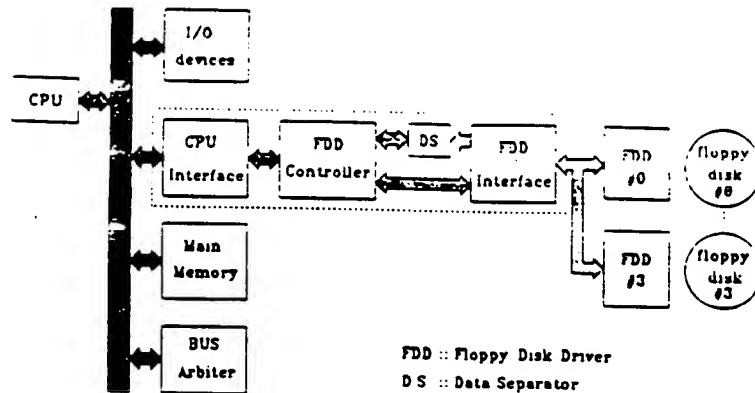 I/O
devices
CPU
CPU
Interface
FDD
Controller
DS
FDD
Interface
FDD
#0
floppy
disk
#0
Main
Memory
FDD
#3
floppy
disk
#3
BUS
Arbiter
FDD :: Floppy Disk Driver
DS :: Data Separator